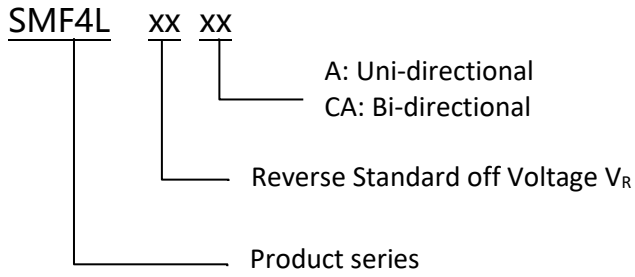 SMF4L xx xx
A: Uni-directional
CA: Bi-directional
Reverse Standard off Voltage VR
Product series